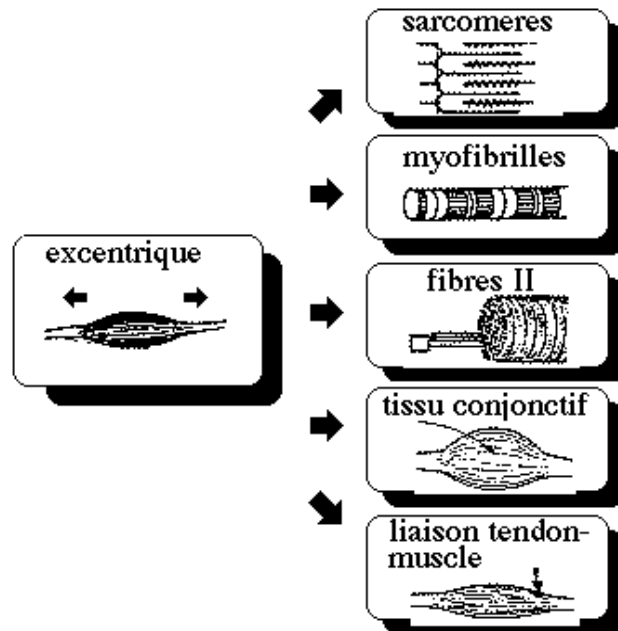 sarcomeres
myofibrilles
excentrique
fibres II
tissu conjonctif
liaison tendon-
muscle